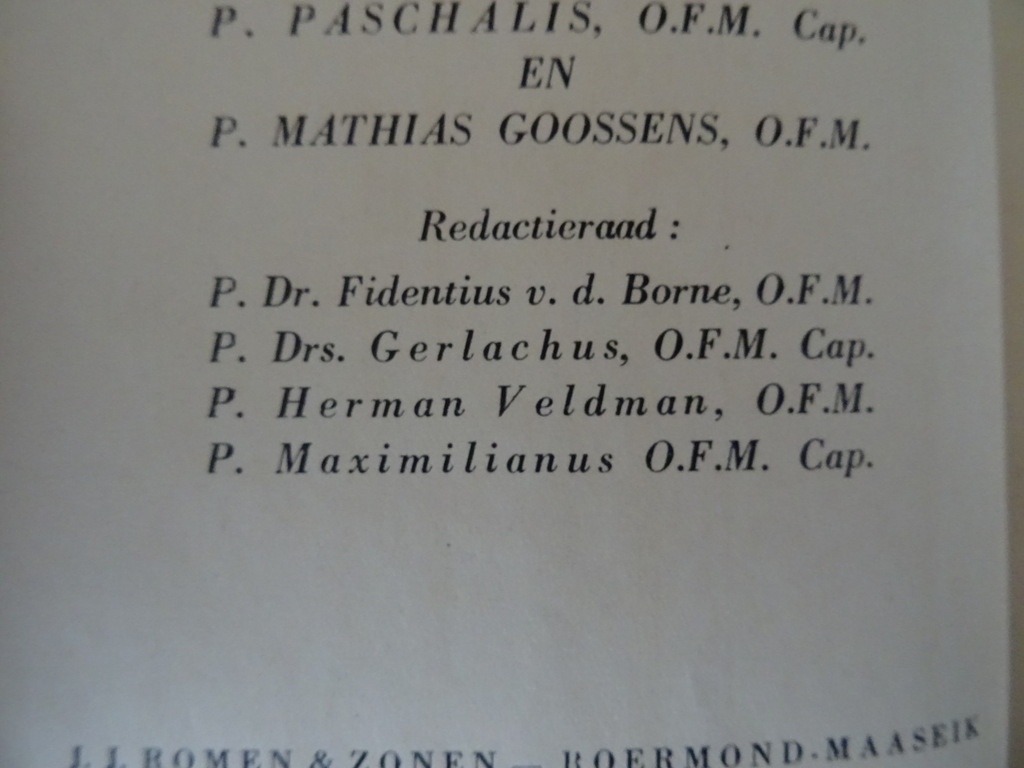 P. PASCHALIS, O.F.M. Cap.
EN
P. MATHIAS GOOSSENS, O.F.M.
Redactieraad :
P. Dr. Fidentius v. d. Borne, O.F.M.
P. Drs. Gerlachus, O.F.M. Cap.
P. Herman Veldman, O.F.M.
P. Maximilianus O.F.M. Cap.
J. J. ROMEN & ZONEN — ROERMOND-MAASEIK